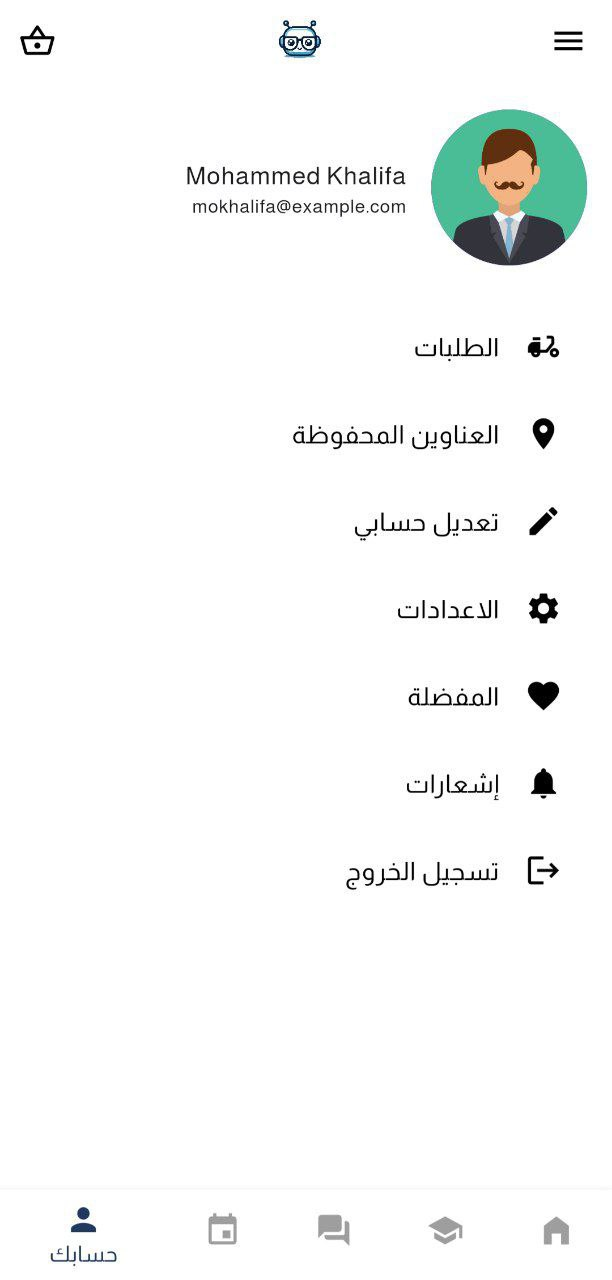 Mohammed Khalifa
mokhalifa@example.com
الطلبات
العناوين المحفوظة
تعديل حسابي
الاعدادات
المفضلة
إشعارات
تسجيل الخروج
حسابك